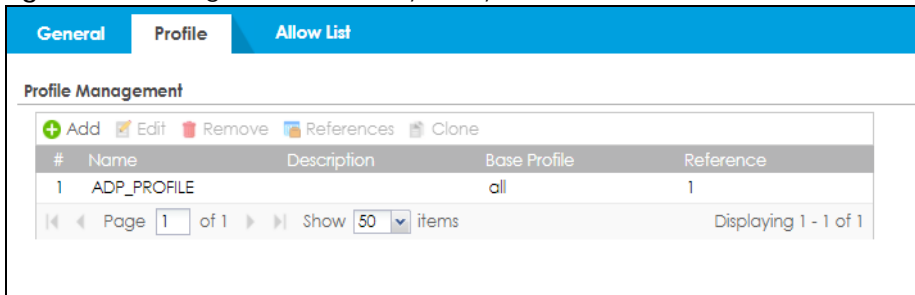 General Profile Allow List
Profile Management
Add Edit Remove References Clone
# Name Description Base Profile Reference
1 ADP_PROFILE all 1
Page 1 of 1 Show 50 items Displaying 1 - 1 of 1